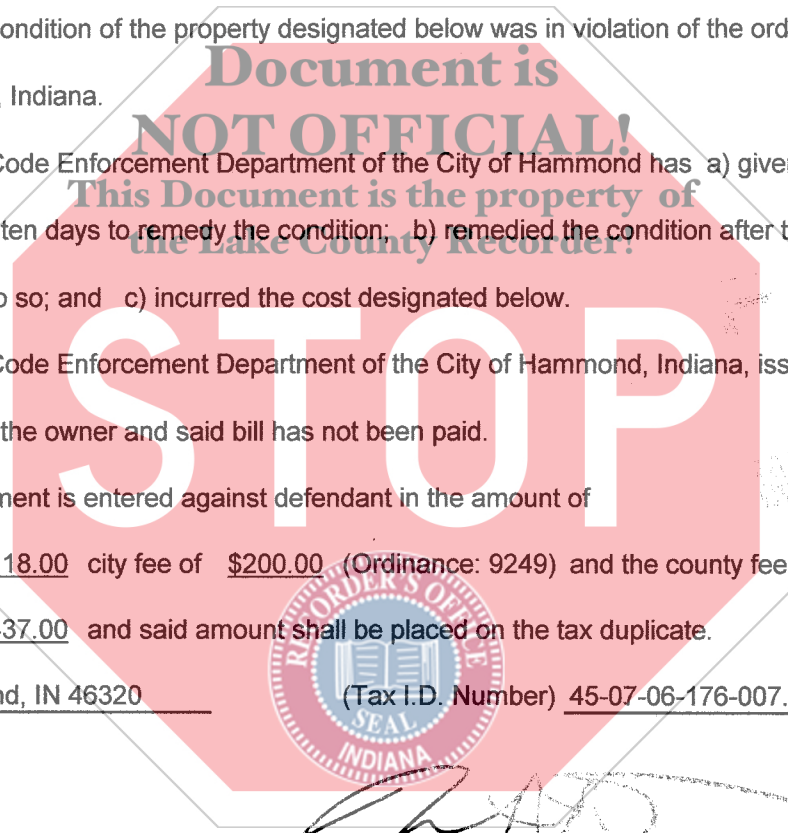 ondition of the property designated below was in violation of the ord
Document is
, Indiana.
NOT OFFICIAL!
Code Enforcement Department of the City of Hammond has a) give
This Document is the property of
ten days to remedy the condition; b) remedied the condition after t
the Lake County Recorder!
o so; and c) incurred the cost designated below.
STOP
Code Enforcement Department of the City of Hammond, Indiana, iss
the owner and said bill has not been paid.
ment is entered against defendant in the amount of
18.00 city fee of $200.00 (Ordinance: 9249) and the county fee
RECORDER'S OFFICE
37.00 and said amount shall be placed on the tax duplicate.
nd, IN 46320 (Tax I.D. Number) 45-07-06-176-007.
SEAL
INDIANA